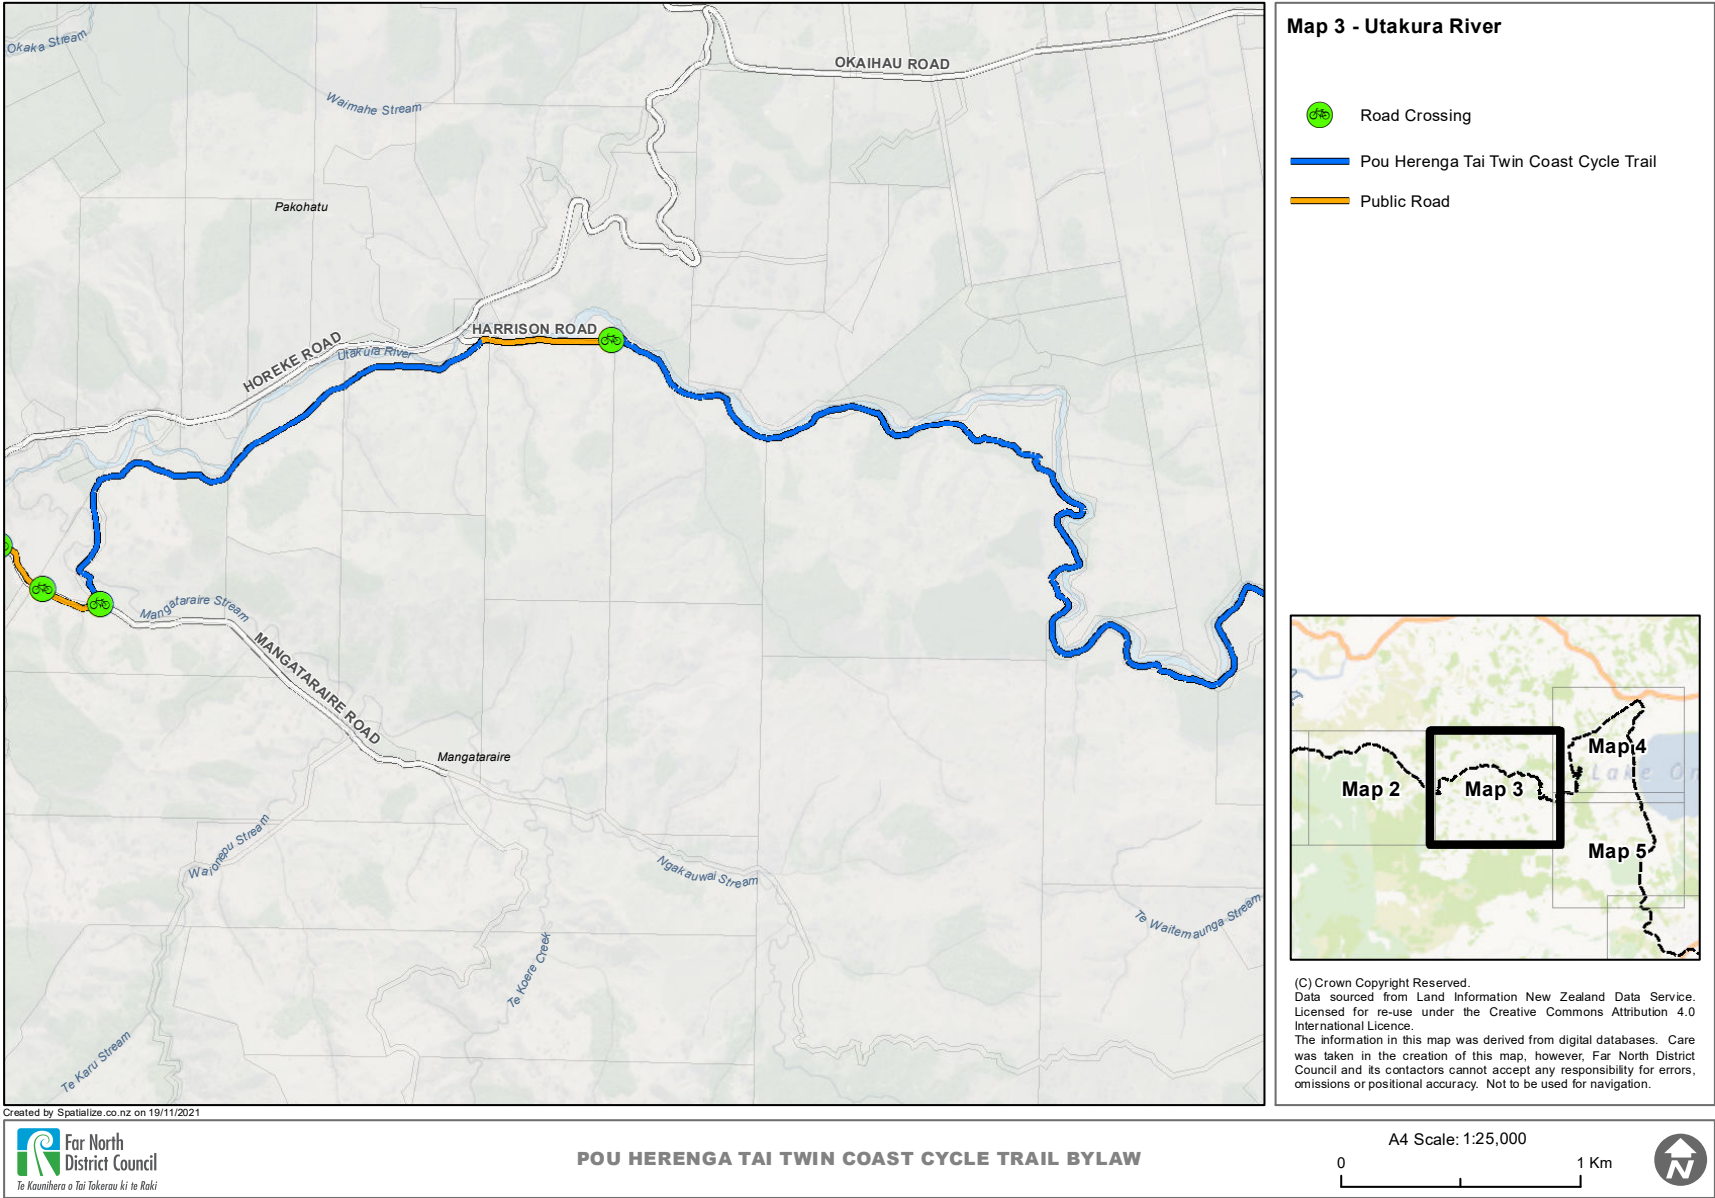 Okaka Stream
Waimahe Stream
OKAIHAU ROAD
Pakohatu
HARRISON ROAD
HOREKE ROAD
Utakura River
Mangataraire Stream
MANGATARAIRE ROAD
Mangataraire
Waionepu Stream
Ngakauwai Stream
Te Waitemaunga Stream
Te Koere Creek
Te Karu Stream
Created by Spatialize.co.nz on 19/11/2021
Map 3 - Utakura River
Road Crossing
Pou Herenga Tai Twin Coast Cycle Trail
Public Road
Map 4
Lake Om
Map 2
Map 3
Map 5
(C) Crown Copyright Reserved.
Data sourced from Land Information New Zealand Data Service.
Licensed for re-use under the Creative Commons Attribution 4.0
International Licence.
The information in this map was derived from digital databases. Care
was taken in the creation of this map, however, Far North District
Council and its contactors cannot accept any responsibility for errors,
omissions or positional accuracy. Not to be used for navigation.
Far North
District Council
Te Kaunihera o Tai Tokerau ki te Raki
POU HERENGA TAI TWIN COAST CYCLE TRAIL BYLAW
A4 Scale: 1:25,000
0 1 Km
N